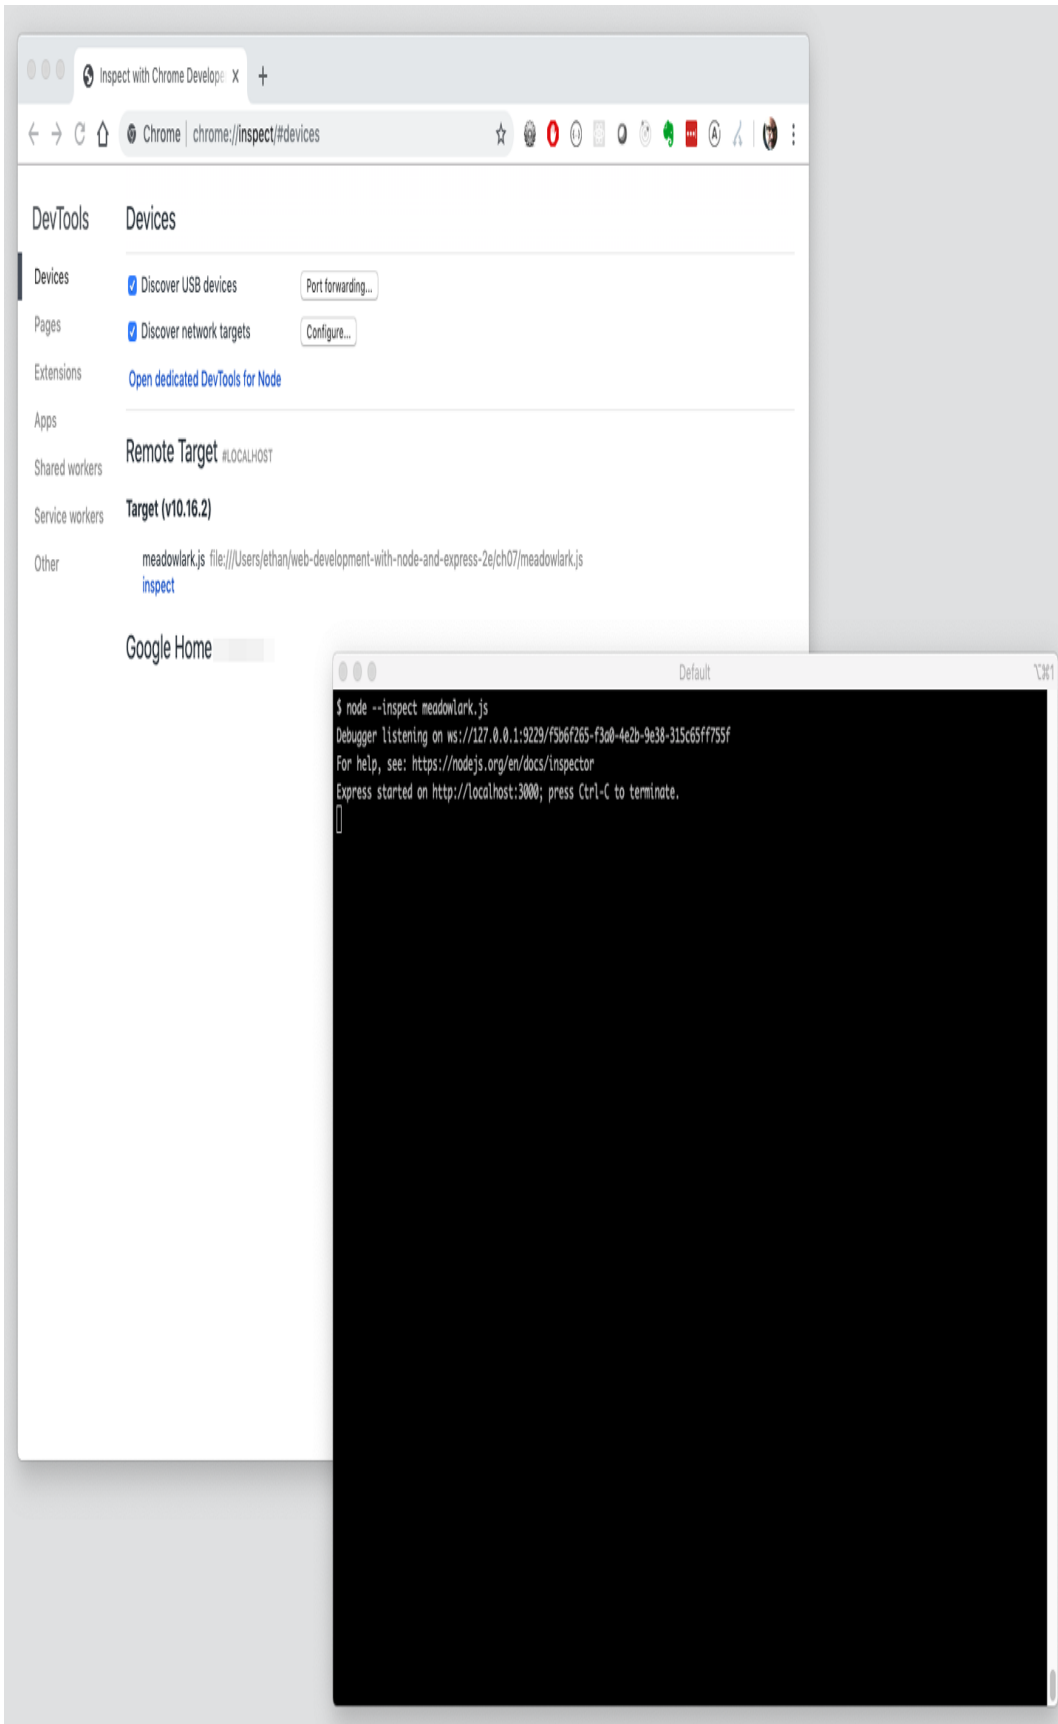 Inspect with Chrome Develope
Chrome chrome://inspect/#devices
DevTools
Devices
Pages
Extensions
Apps
Shared workers
Service workers
Other
Devices
Discover USB devices Port forwarding...
Discover network targets Configure...
Open dedicated DevTools for Node
Remote Target #LOCALHOST
Target (v10.16.2)
meadowlark.js file:///Users/ethan/web-development-with-node-and-express-2e/ch07/meadowlark.js
inspect
Google Home
Default ⌥⌘1
$ node --inspect meadowlark.js
Debugger listening on ws://127.0.0.1:9229/f5b6f265-f3a0-4e2b-9e38-315c65ff755f
For help, see: https://nodejs.org/en/docs/inspector
Express started on http://localhost:3000; press Ctrl-C to terminate.